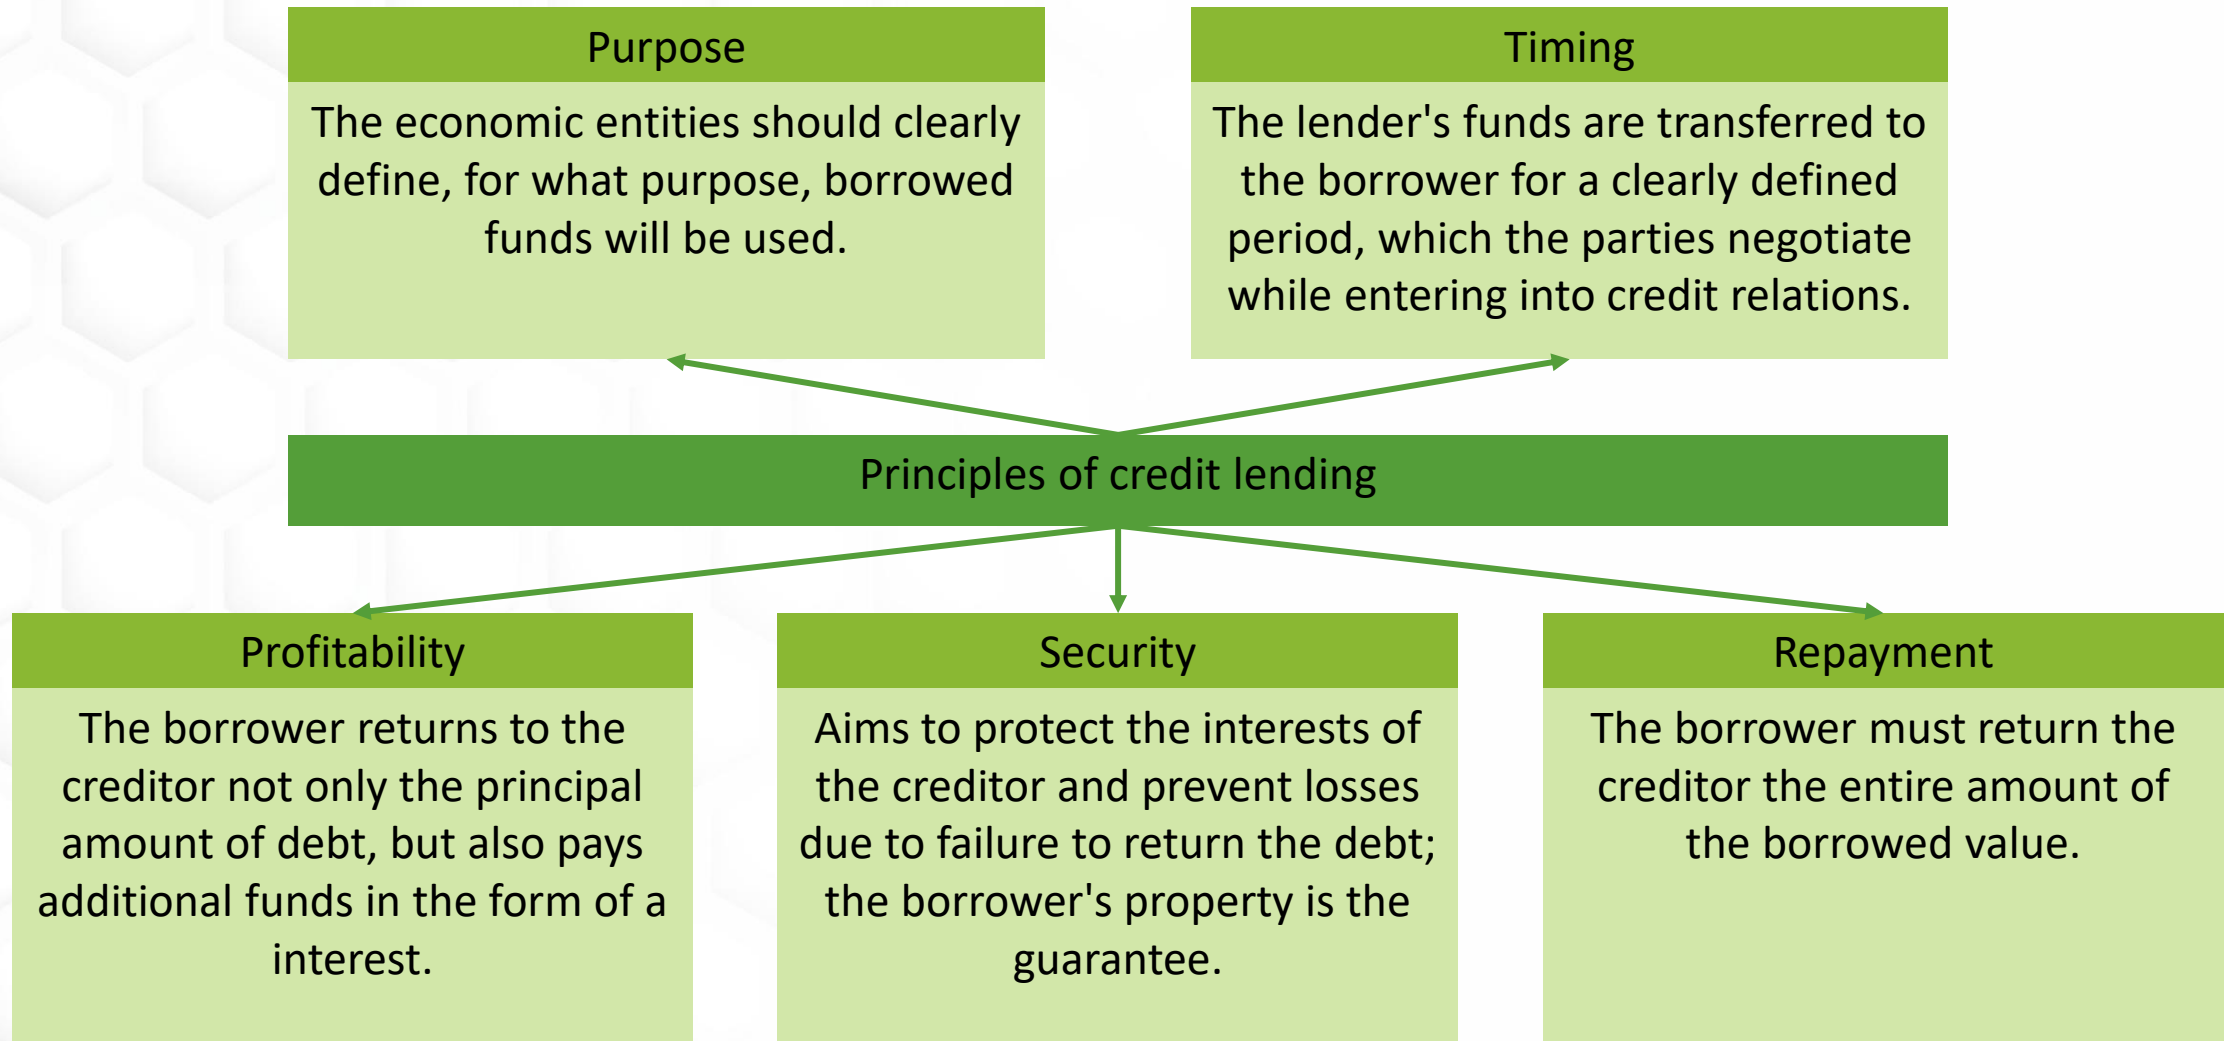 Purpose
The economic entities should clearly
define, for what purpose, borrowed
funds will be used.
Timing
The lender's funds are transferred to
the borrower for a clearly defined
period, which the parties negotiate
while entering into credit relations.
Principles of credit lending
Profitability
The borrower returns to the
creditor not only the principal
amount of debt, but also pays
additional funds in the form of a
interest.
Security
Aims to protect the interests of
the creditor and prevent losses
due to failure to return the debt;
the borrower's property is the
guarantee.
Repayment
The borrower must return the
creditor the entire amount of
the borrowed value.